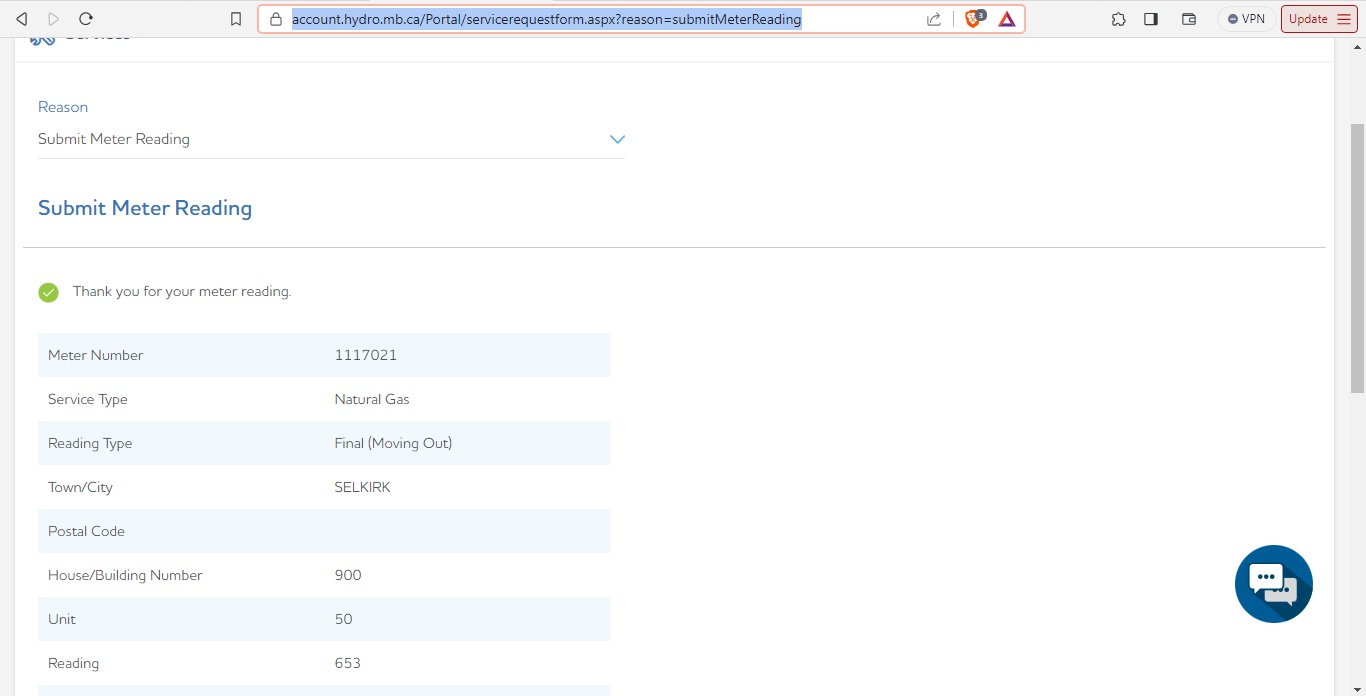 account.hydro.mb.ca/Portal/servicerequestform.aspx?reason=submitMeterReading
3
VPN
Update
Services
Reason
Submit Meter Reading
Submit Meter Reading
Thank you for your meter reading.
Meter Number 1117021
Service Type Natural Gas
Reading Type Final (Moving Out)
Town/City SELKIRK
Postal Code
House/Building Number 900
Unit 50
Reading 653